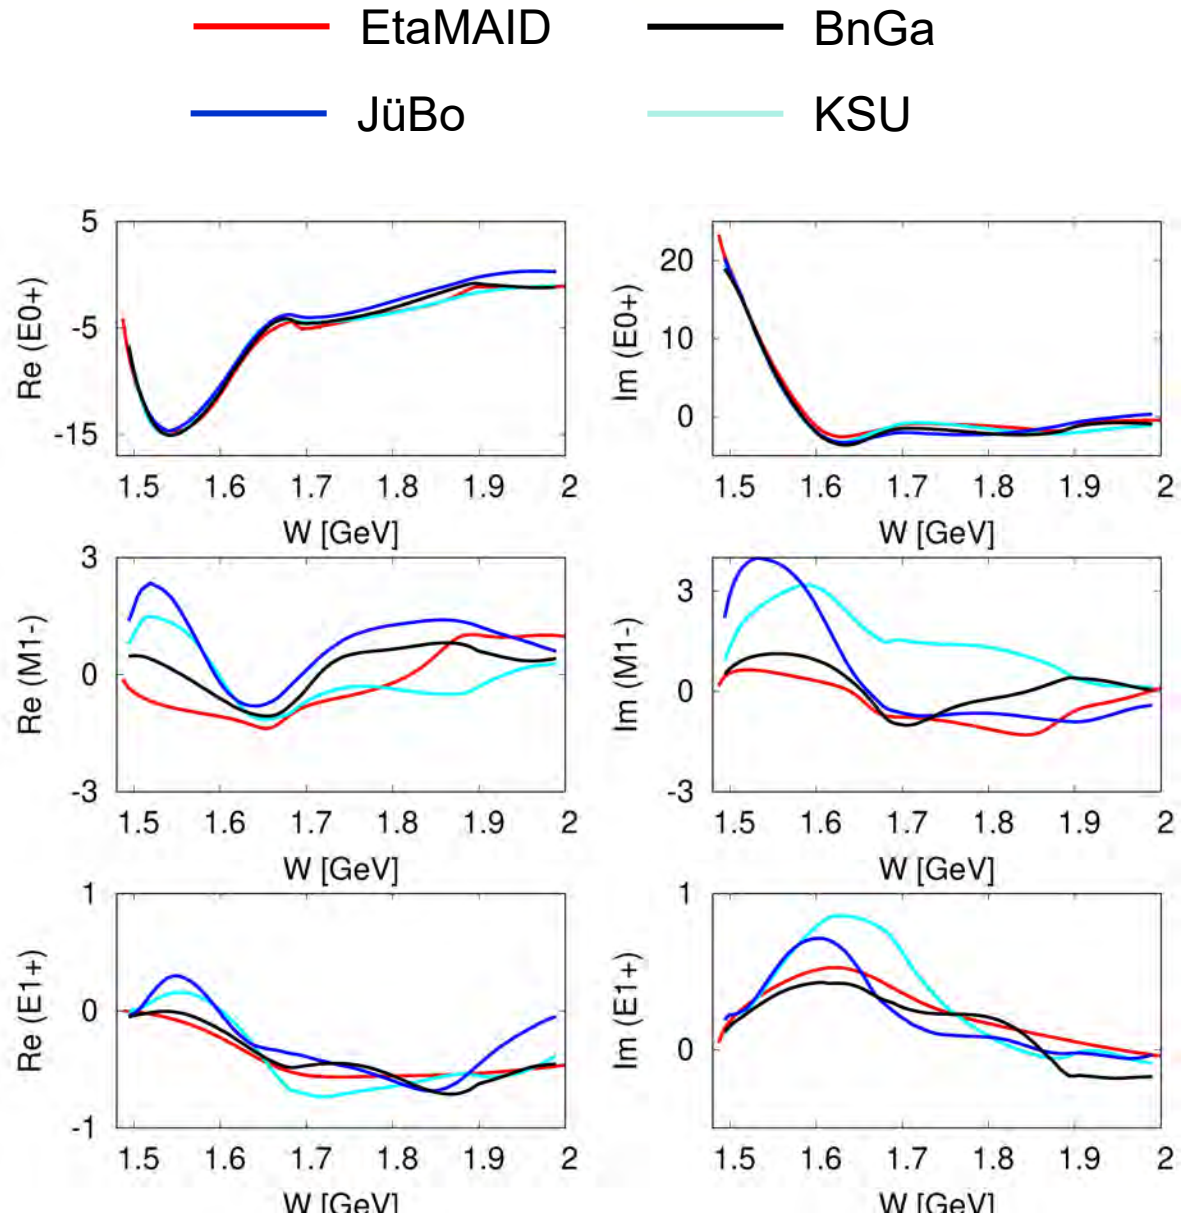 EtaMAID BnGa
JüBo KSU
5
-5
-15
Re (E0+)
1.5 1.6 1.7 1.8 1.9 2
W [GeV]
20
10
0
Im (E0+)
1.5 1.6 1.7 1.8 1.9 2
W [GeV]
3
0
-3
Re (M1-)
1.5 1.6 1.7 1.8 1.9 2
W [GeV]
3
0
-3
Im (M1-)
1.5 1.6 1.7 1.8 1.9 2
W [GeV]
1
0
-1
Re (E1+)
1.5 1.6 1.7 1.8 1.9 2
W [GeV]
1
0
Im (E1+)
1.5 1.6 1.7 1.8 1.9 2
W [GeV]